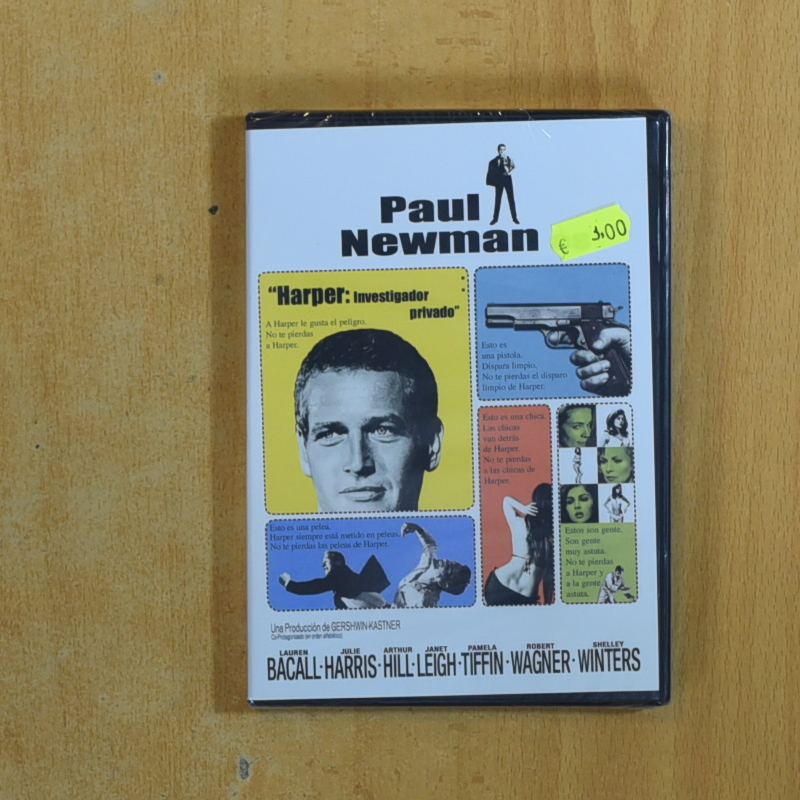 Paul
Newman
€ 3,00
“Harper: Investigador
privado”
A Harper le gusta el peligro.
No te pierdas
a Harper.
Esto es
una pistola.
Dispara limpio.
No te pierdas el disparo
limpio de Harper.
Esto es una chica.
Las chicas
van detrás
de Harper.
No te pierdas
a las chicas de
Harper.
Estos son gente.
Son gente
muy astuta.
No te pierdas
a Harper y
a la gente
astuta.
Esto es una pelea.
Harper siempre está metido en peleas.
No te pierdas las peleas de Harper.
Una Producción de GERSHWIN-KASTNER
Co-Protagonizado (en orden alfabético)
LAUREN BACALL · JULIE HARRIS · ARTHUR HILL · JANET LEIGH · PAMELA TIFFIN · ROBERT WAGNER · SHELLEY WINTERS